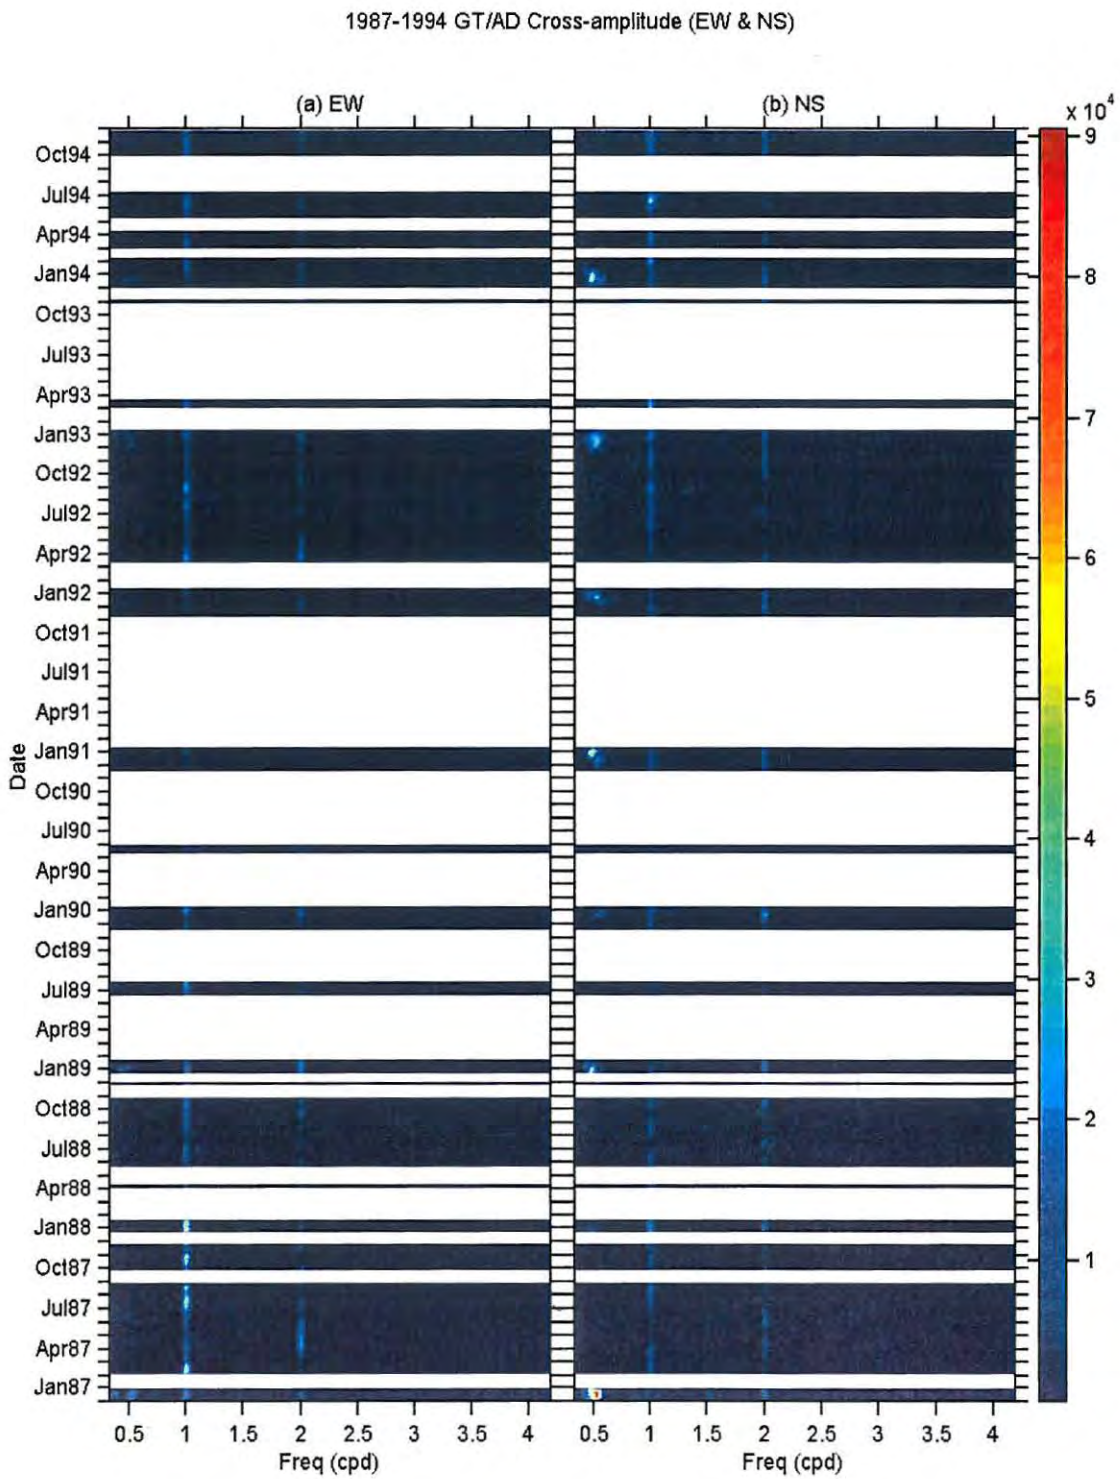 1987-1994 GT/AD Cross-amplitude (EW & NS)
(a) EW
(b) NS
x 10^4
Oct94
Jul94
Apr94
Jan94
Oct93
Jul93
Apr93
Jan93
Oct92
Jul92
Apr92
Jan92
Oct91
Jul91
Apr91
Jan91
Oct90
Jul90
Apr90
Jan90
Oct89
Jul89
Apr89
Jan89
Oct88
Jul88
Apr88
Jan88
Oct87
Jul87
Apr87
Jan87
Date
0.5 1 1.5 2 2.5 3 3.5 4
Freq (cpd)
0.5 1 1.5 2 2.5 3 3.5 4
Freq (cpd)
9
8
7
6
5
4
3
2
1